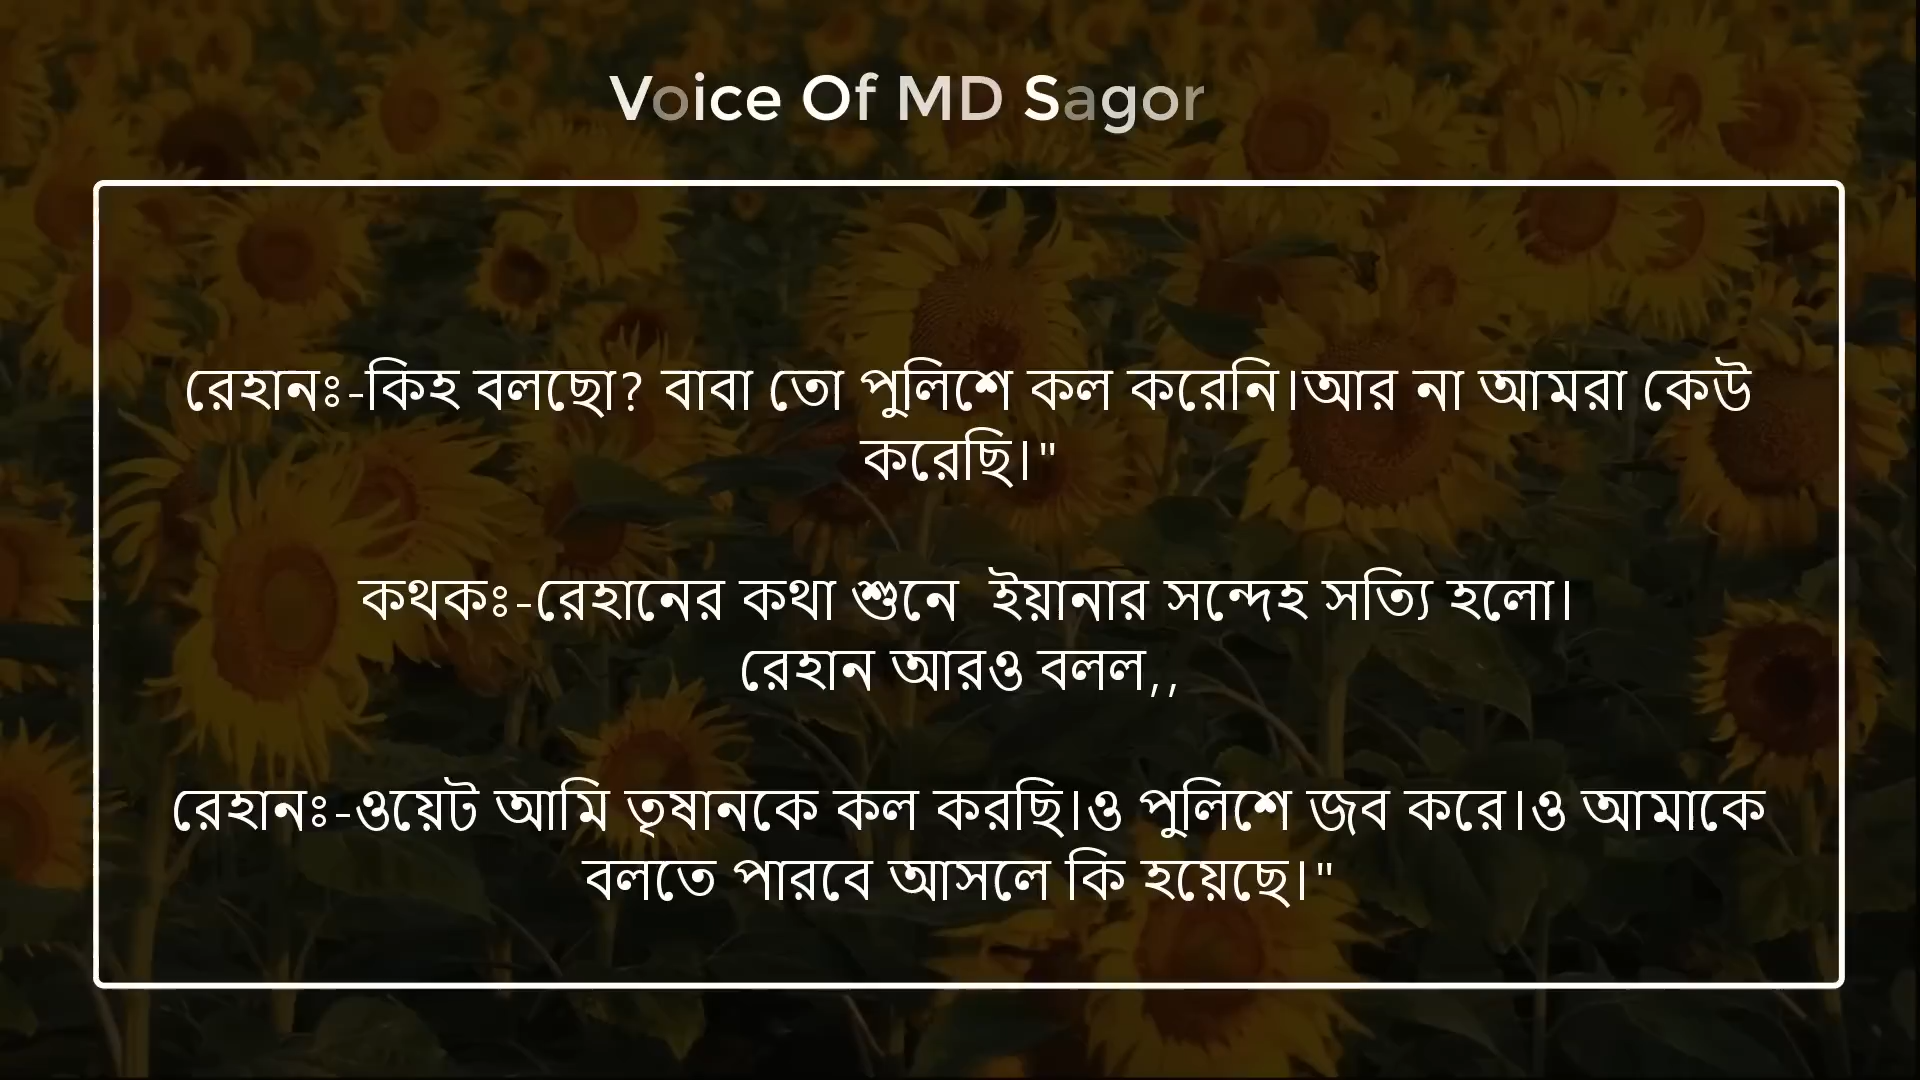 Voice Of MD Sagor
রেহানঃ-কিহ বলছো? বাবা তো পুলিশে কল করেনি।আর না আমরা কেউ
করেছি।"
কথকঃ-রেহানের কথা শুনে  ইয়ানার সন্দেহ সত্যি হলো।
রেহান আরও বলল,,
রেহানঃ-ওয়েট আমি তৃষানকে কল করছি।ও পুলিশে জব করে।ও আমাকে
বলতে পারবে আসলে কি হয়েছে।"